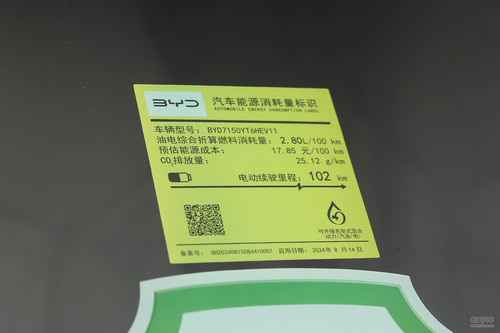 BYD
汽车能源消耗量标识
AUTOMOBILE ENERGY CONSUMPTION LABEL
车辆型号: BYD7150YT6HEV11
油电综合折算燃料消耗量: 2.80L/100 km
预估能源成本: 17.85 元/100 km
CO₂排放量: 25.12 g/km
电动续驶里程: 102 km
可外接充电式混合
动力(汽油/电)
备案号: GM20240815084410001 启用日期: 2024年 8 月14日